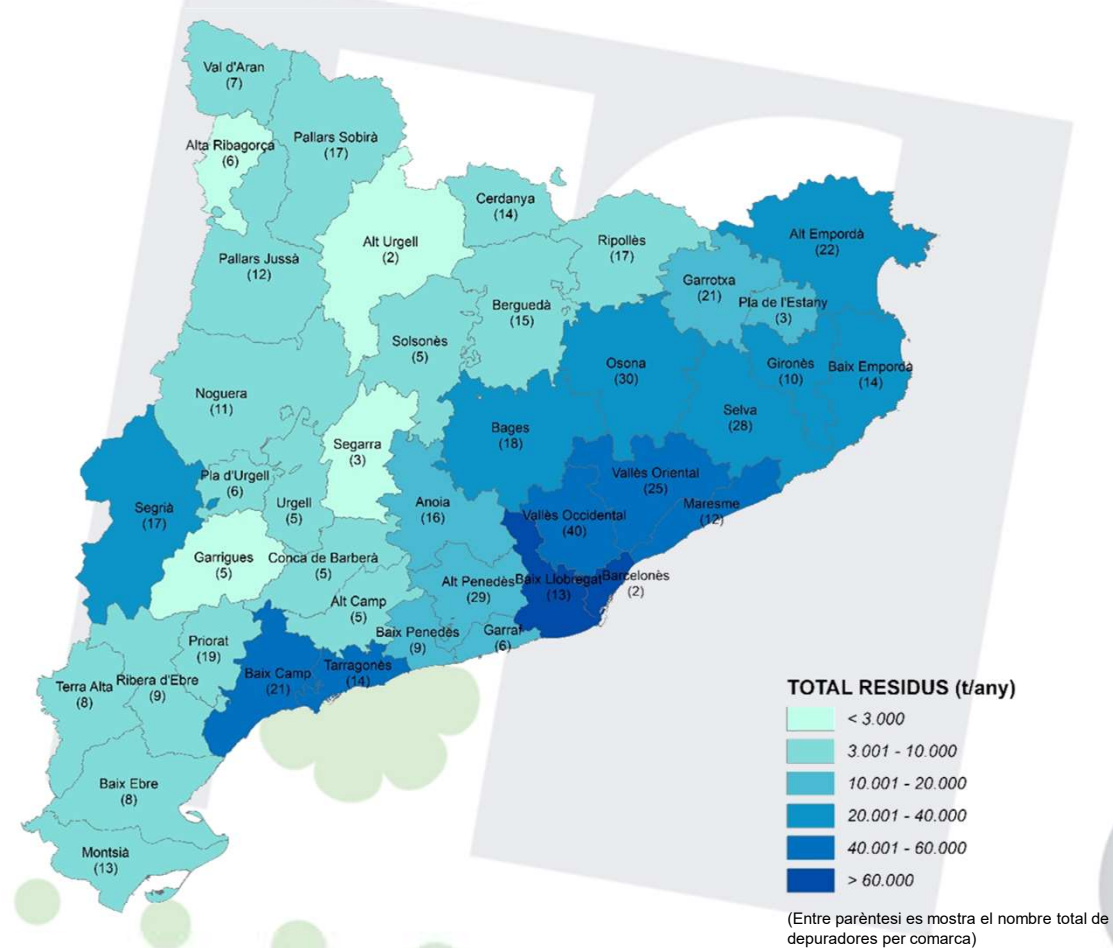 Val d'Aran
(7)
Alta Ribagorça
(6)
Pallars Sobirà
(17)
Cerdanya
(14)
Alt Urgell
(2)
Ripollès
(17)
Alt Empordà
(22)
Pallars Jussà
(12)
Garrotxa
(21)
Pla de l'Estany
(3)
Berguedà
(15)
Solsonès
(5)
Osona
(30)
Gironès
(10)
Baix Empordà
(14)
Noguera
(11)
Selva
(28)
Bages
(18)
Segarra
(3)
Vallès Oriental
(25)
Pla d'Urgell
(6)
Urgell
(5)
Anoia
(16)
Maresme
(12)
Segrià
(17)
Vallès Occidental
(40)
Garrigues
(5)
Conca de Barberà
(5)
Alt Penedès
(29)
Baix Llobregat
(13)
Barcelonès
(2)
Alt Camp
(5)
Baix Penedès
(9)
Garraf
(6)
Priorat
(19)
Baix Camp
(21)
Tarragonès
(14)
Terra Alta
(8)
Ribera d'Ebre
(9)
Baix Ebre
(8)
Montsià
(13)
TOTAL RESIDUS (t/any)
< 3.000
3.001 - 10.000
10.001 - 20.000
20.001 - 40.000
40.001 - 60.000
> 60.000
(Entre parèntesi es mostra el nombre total de
depuradores per comarca)